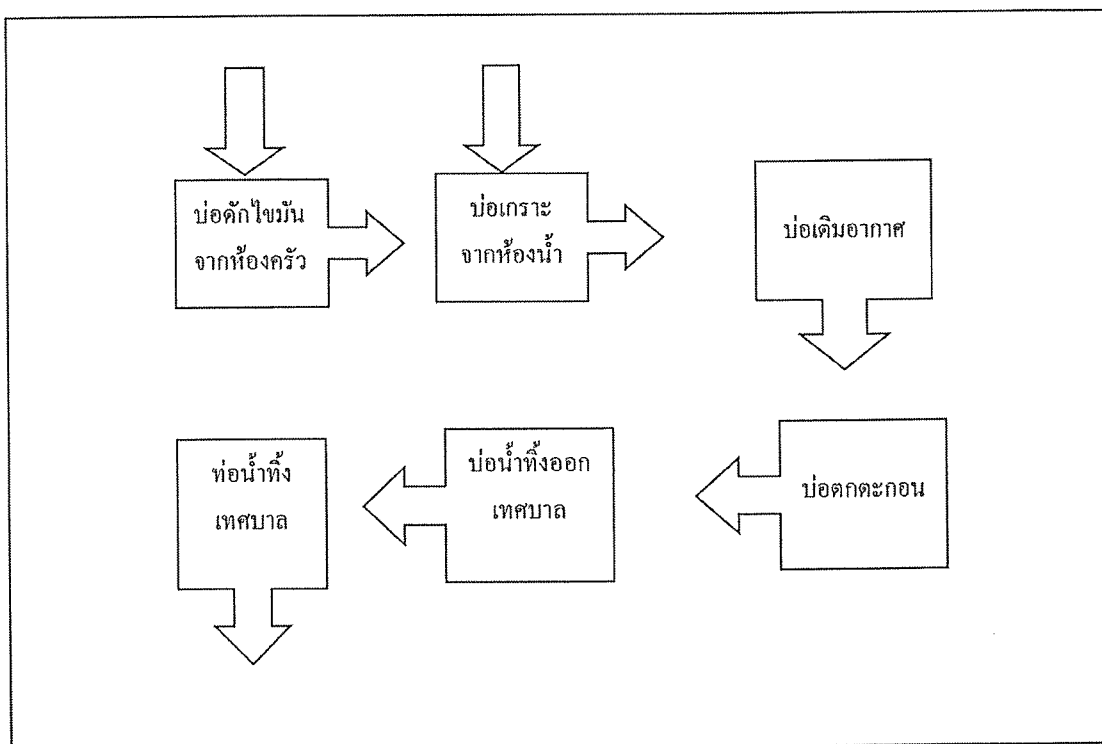 บ่อดักไขมัน
จากห้องครัว
บ่อเกราะ
จากห้องน้ำ
บ่อเติมอากาศ
บ่อตกตะกอน
บ่อน้ำทิ้งออก
เทศบาล
ท่อน้ำทิ้ง
เทศบาล